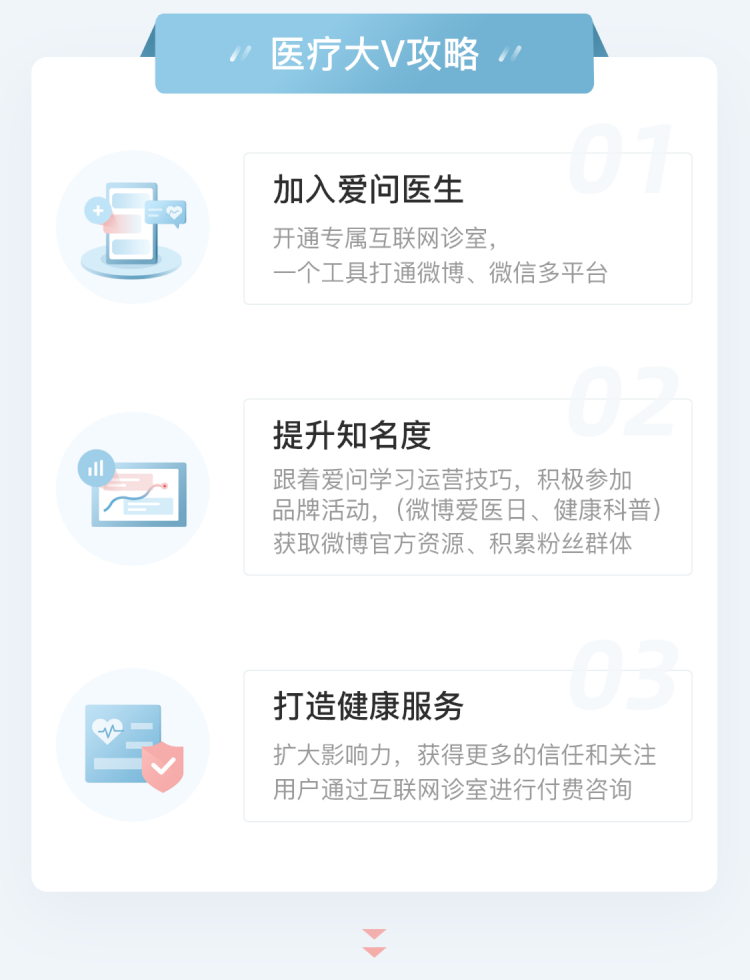 医疗大V攻略
01
加入爱问医生
开通专属互联网诊室，
一个工具打通微博、微信多平台
02
提升知名度
跟着爱问学习运营技巧，积极参加
品牌活动，（微博爱医日、健康科普）
获取微博官方资源、积累粉丝群体
03
打造健康服务
扩大影响力，获得更多的信任和关注
用户通过互联网诊室进行付费咨询